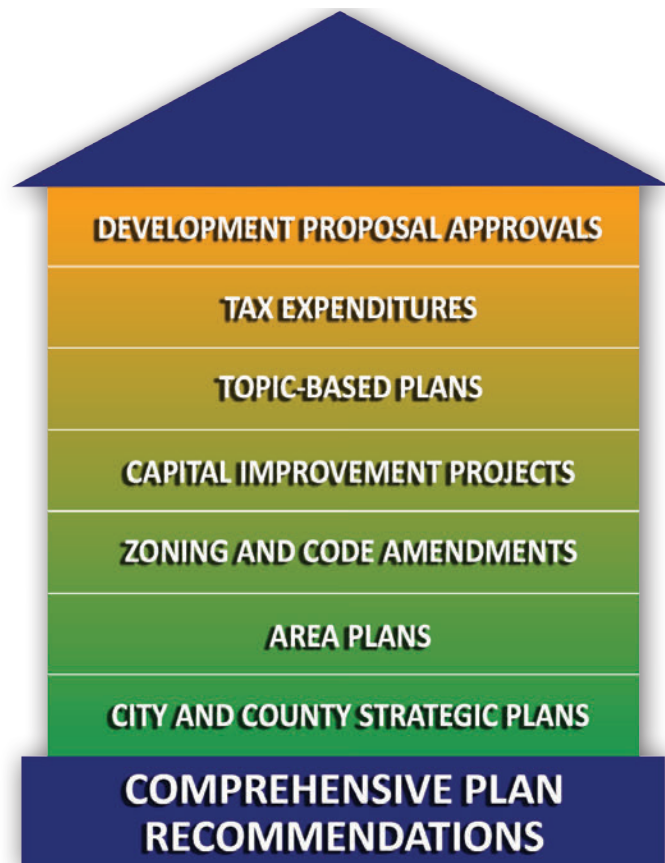 DEVELOPMENT PROPOSAL APPROVALS
TAX EXPENDITURES
TOPIC-BASED PLANS
CAPITAL IMPROVEMENT PROJECTS
ZONING AND CODE AMENDMENTS
AREA PLANS
CITY AND COUNTY STRATEGIC PLANS
COMPREHENSIVE PLAN
RECOMMENDATIONS